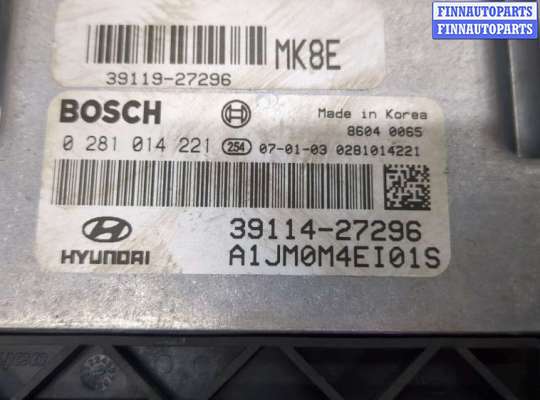 FINNAUTOPARTS
FINNAUTOPARTS
MK8E
39119-27296
BOSCH
Made in Korea
8604 0065
0 281 014 221 254 07-01-03 0281014221
39114-27296
HYUNDAI
A1JM0M4EI01S